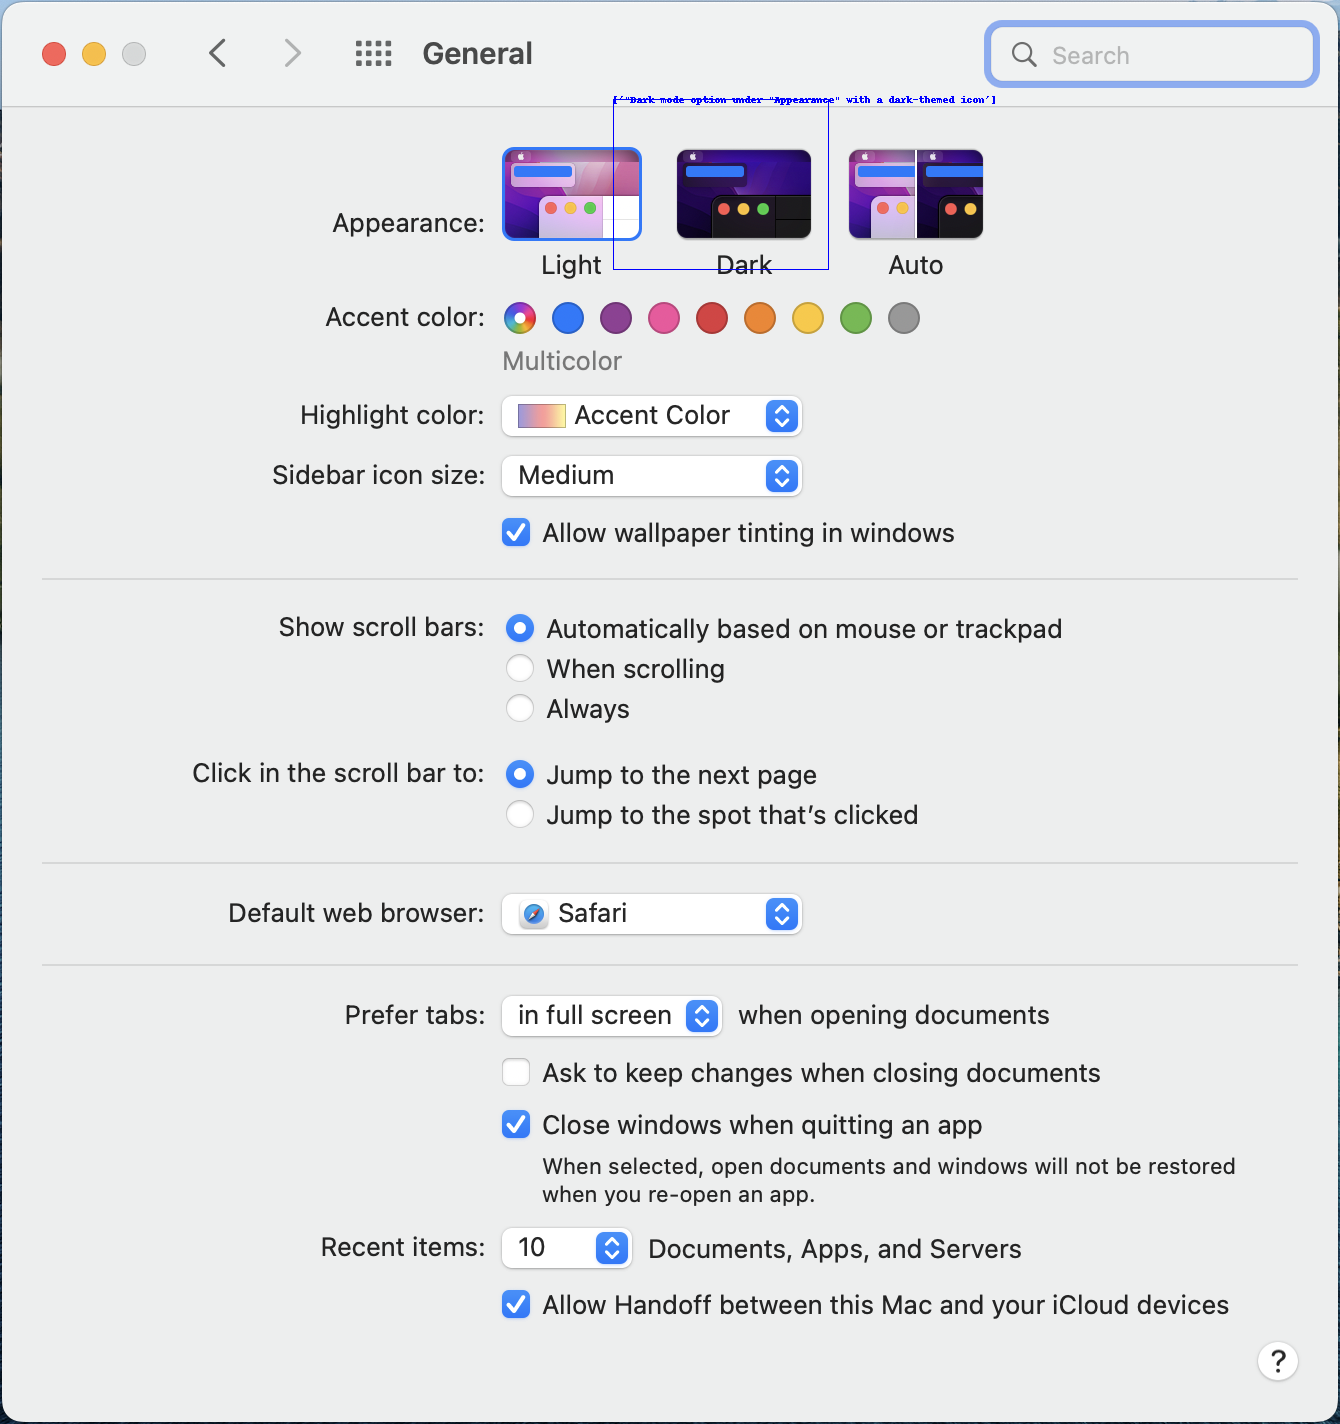 General
Search
['"Dark mode option under "Appearance" with a dark-themed icon']
Appearance:
Light
Dark
Auto
Accent color:
Multicolor
Highlight color:
Accent Color
Sidebar icon size:
Medium
Allow wallpaper tinting in windows
Show scroll bars:
Automatically based on mouse or trackpad
When scrolling
Always
Click in the scroll bar to:
Jump to the next page
Jump to the spot that’s clicked
Default web browser:
Safari
Prefer tabs:
in full screen
when opening documents
Ask to keep changes when closing documents
Close windows when quitting an app
When selected, open documents and windows will not be restored
when you re-open an app.
Recent items:
10
Documents, Apps, and Servers
Allow Handoff between this Mac and your iCloud devices
?